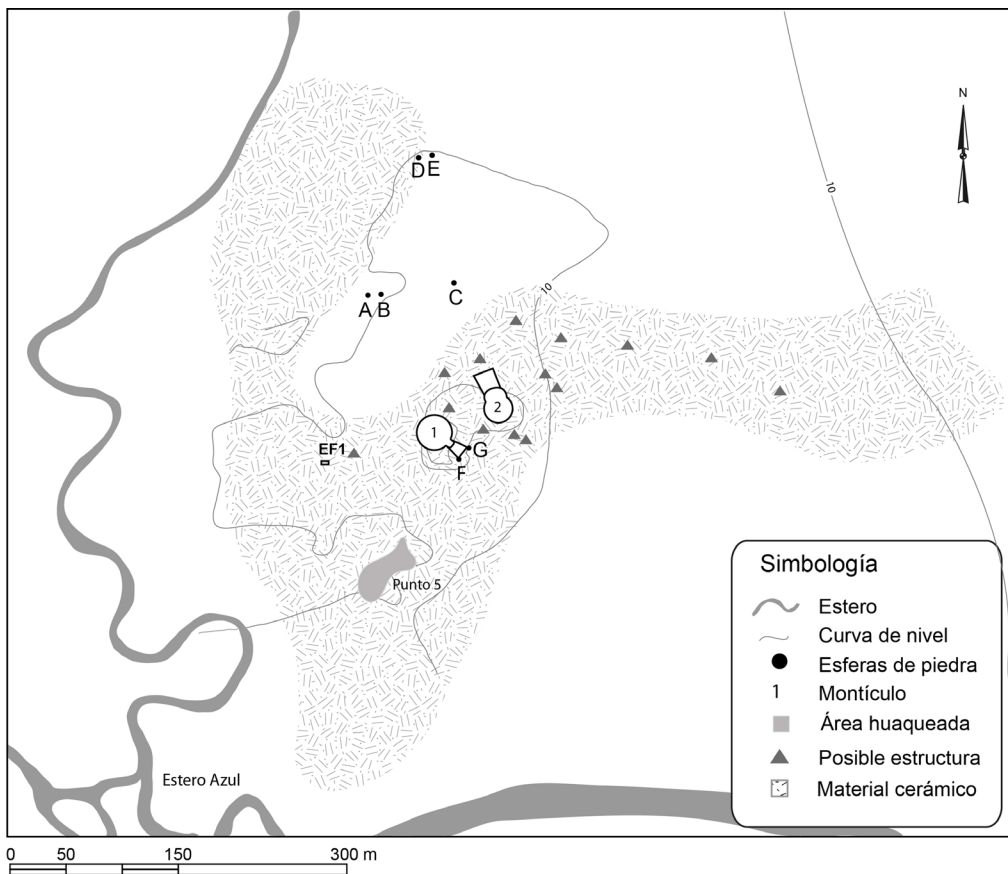 N
D E
10
A B
C
10
2
1
EF1
G
F
Punto 5
Simbología
Estero
Curva de nivel
Esferas de piedra
1 Montículo
Área huaqueada
Posible estructura
Material cerámico
Estero Azul
0 50 150 300 m